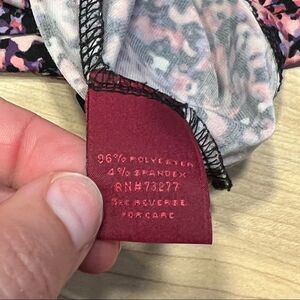 96% POLYESTER
4% SPANDEX
RN#73277
SEE REVERSE
FOR CARE